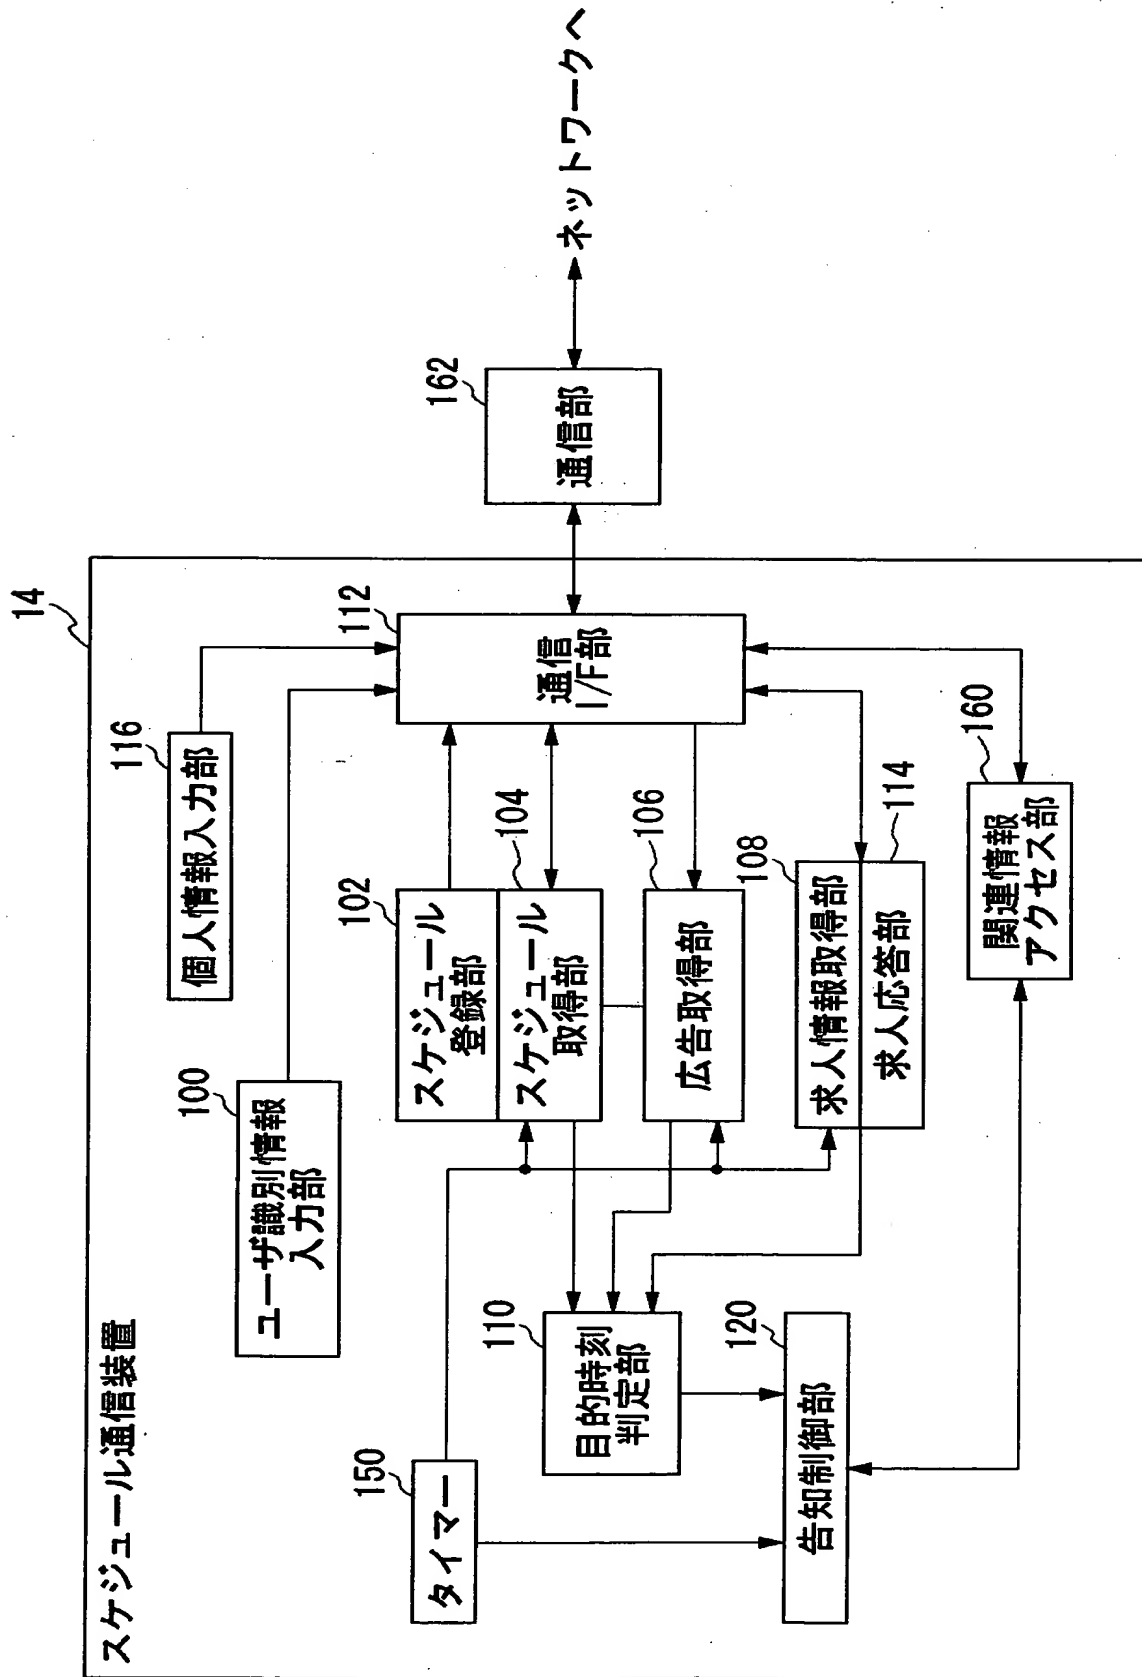 スケジュール通信装置
14
個人情報入力部
116
ユーザ識別情報
入力部
100
タイマー
150
目的時刻
判定部
110
スケジュール
登録部
102
スケジュール
取得部
104
広告取得部
106
通信
I/F部
112
通信部
162
ネットワークへ
告知制御部
120
求人情報取得部
108
求人応答部
114
関連情報
アクセス部
160